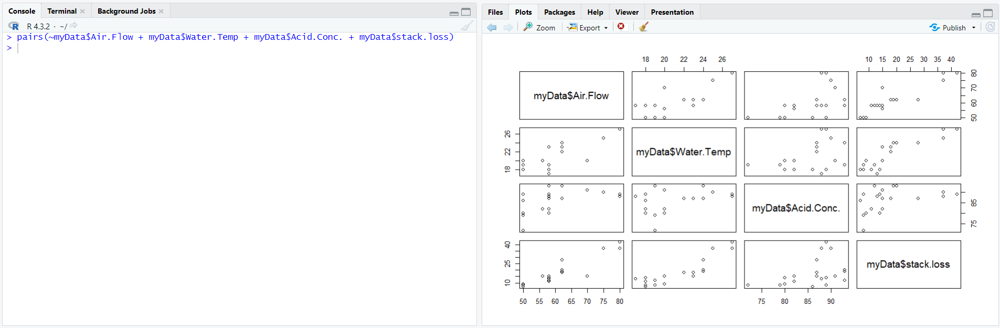 Console Terminal Background Jobs
R R 4.3.2 · ~/
> pairs(~myData$Air.Flow + myData$Water.Temp + myData$Acid.Conc. + myData$stack.loss)
>
Files Plots Packages Help Viewer Presentation
Zoom Export Publish
18 20 22 24 26 10 15 20 25 30 35 40
myData$Air.Flow
50 60 70 80
18 22 26
myData$Water.Temp
myData$Acid.Conc.
75 85
10 25 40
myData$stack.loss
50 55 60 65 70 75 80 75 80 85 90